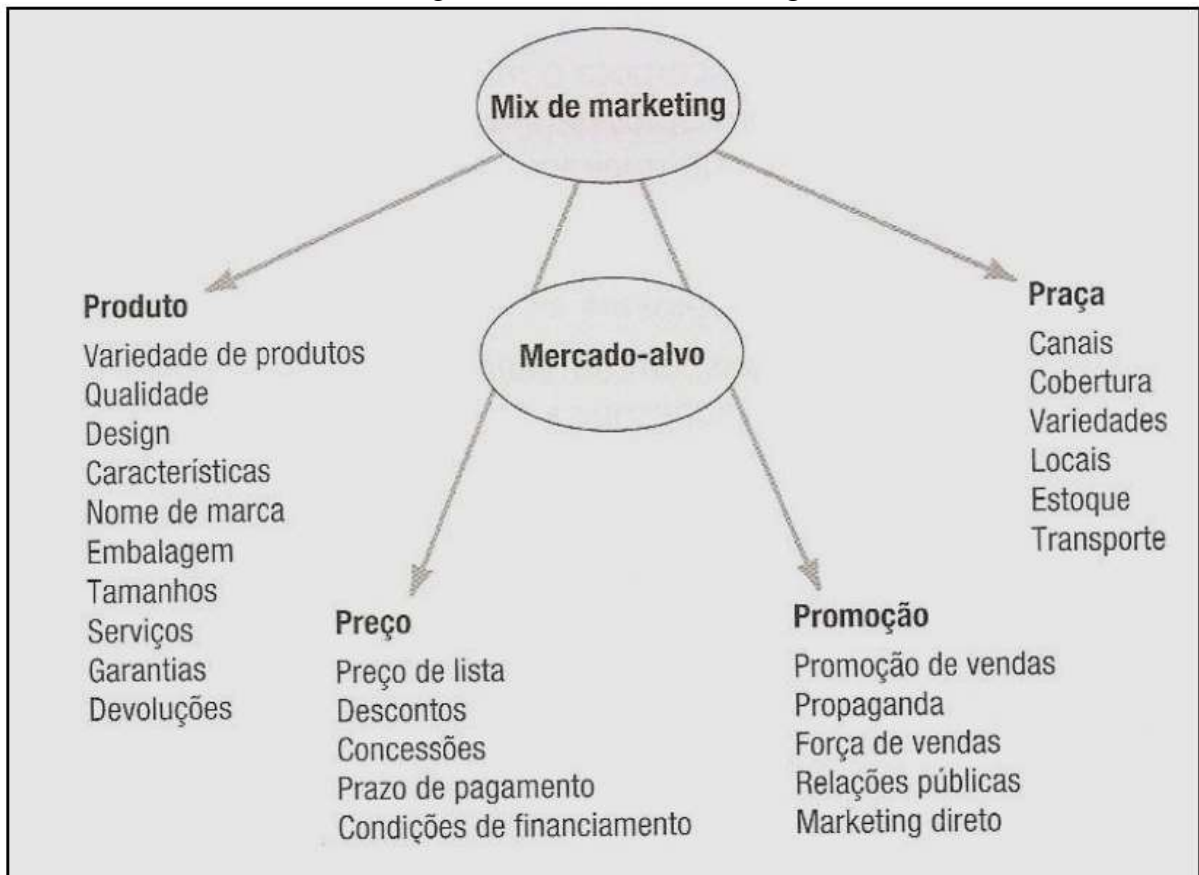 Mix de marketing
Mercado-alvo
Produto
Variedade de produtos
Qualidade
Design
Características
Nome de marca
Embalagem
Tamanhos
Serviços
Garantias
Devoluções
Preço
Preço de lista
Descontos
Concessões
Prazo de pagamento
Condições de financiamento
Promoção
Promoção de vendas
Propaganda
Força de vendas
Relações públicas
Marketing direto
Praça
Canais
Cobertura
Variedades
Locais
Estoque
Transporte